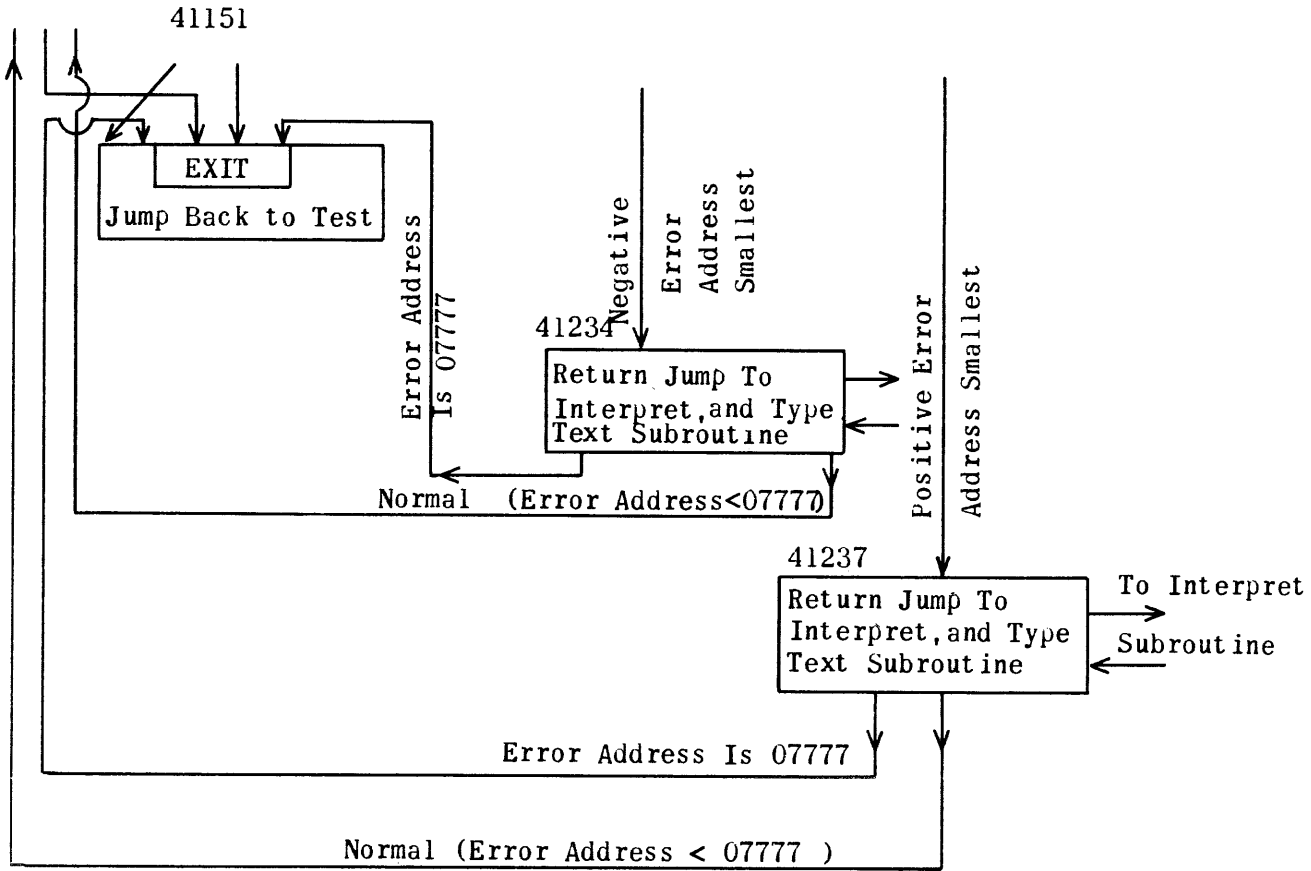 41151
EXIT
Jump Back to Test
Error Address
Is 07777
Negative
Error
Address
Smallest
41234
Return Jump To
Interpret,and Type
Text Subroutine
Normal (Error Address<07777)
Positive Error
Address Smallest
41237
Return Jump To
Interpret,and Type
Text Subroutine
To Interpret
Subroutine
Error Address Is 07777
Normal (Error Address < 07777 )